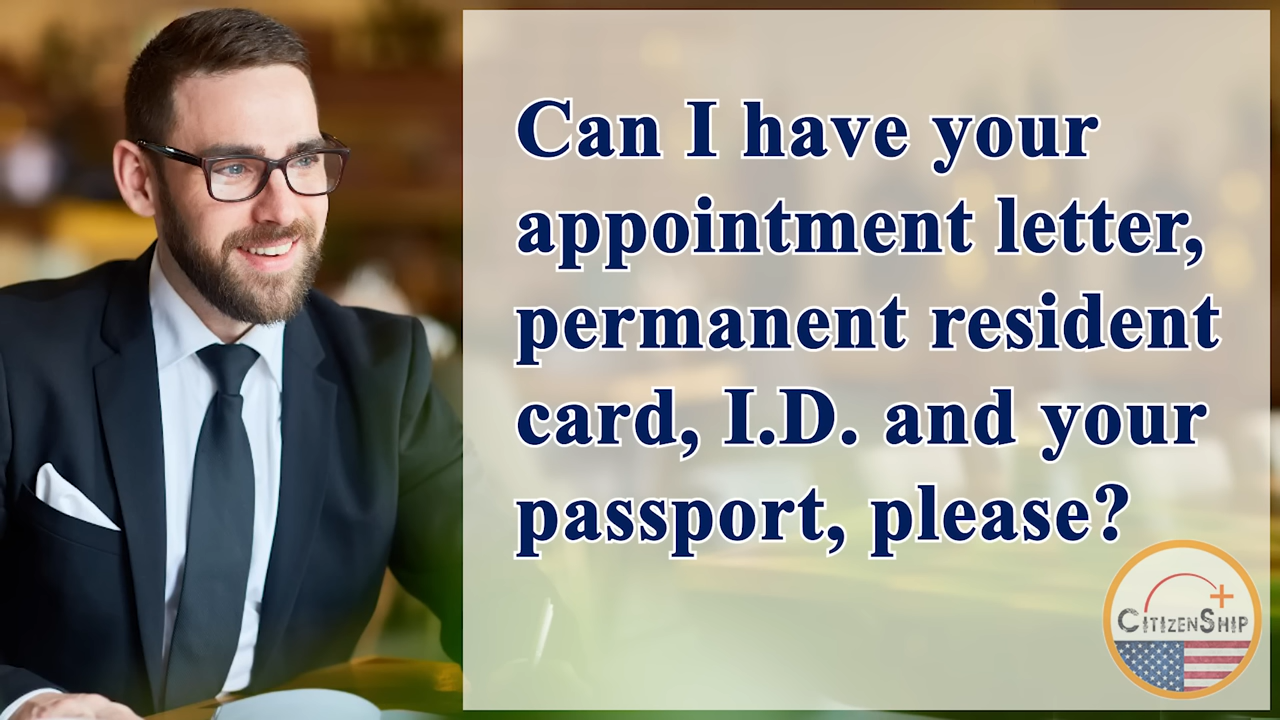 Can I have your
appointment letter,
permanent resident
card, I.D. and your
passport, please?
CITIZENSHIP